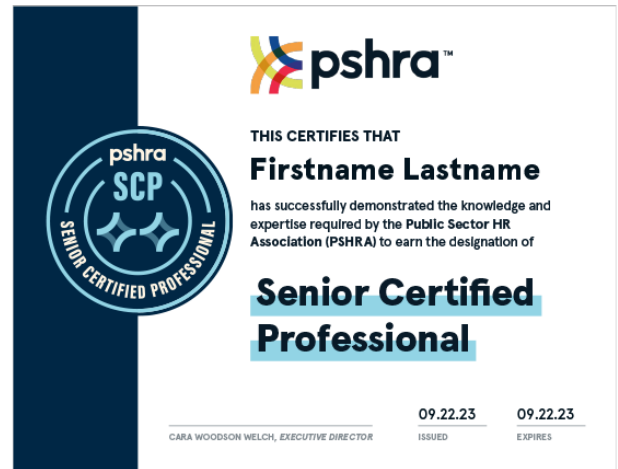 pshra™
THIS CERTIFIES THAT
Firstname Lastname
has successfully demonstrated the knowledge and
expertise required by the Public Sector HR
Association (PSHRA) to earn the designation of
Senior Certified
Professional
pshra
SCP
SENIOR CERTIFIED PROFESSIONAL
09.22.23
09.22.23
CARA WOODSON WELCH, EXECUTIVE DIRECTOR
ISSUED
EXPIRES